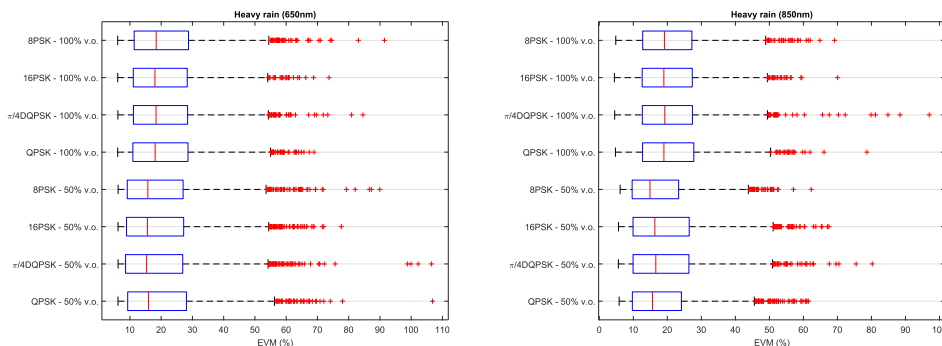 Heavy rain (650nm)
8PSK - 100% v.o.
16PSK - 100% v.o.
π/4DQPSK - 100% v.o.
QPSK - 100% v.o.
8PSK - 50% v.o.
16PSK - 50% v.o.
π/4DQPSK - 50% v.o.
QPSK - 50% v.o.
10 20 30 40 50 60 70 80 90 100 110
EVM (%)
Heavy rain (850nm)
8PSK - 100% v.o.
16PSK - 100% v.o.
π/4DQPSK - 100% v.o.
QPSK - 100% v.o.
8PSK - 50% v.o.
16PSK - 50% v.o.
π/4DQPSK - 50% v.o.
QPSK - 50% v.o.
0 10 20 30 40 50 60 70 80 90
EVM (%)